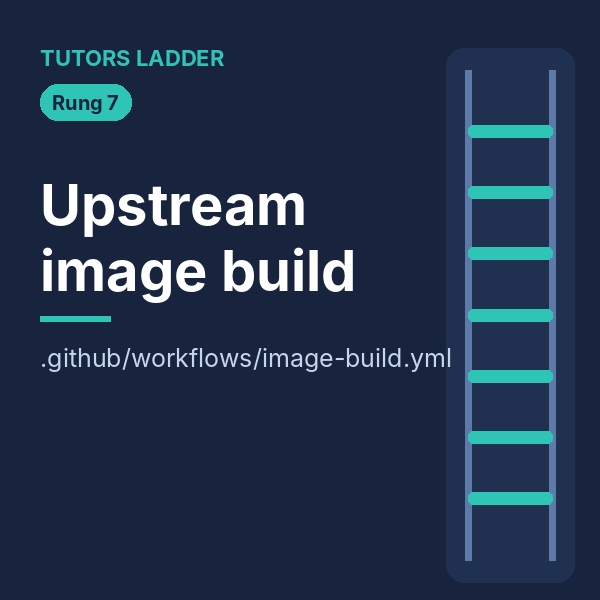 TUTORS LADDER
Rung 7
Upstream
image build
.github/workflows/image-build.yml